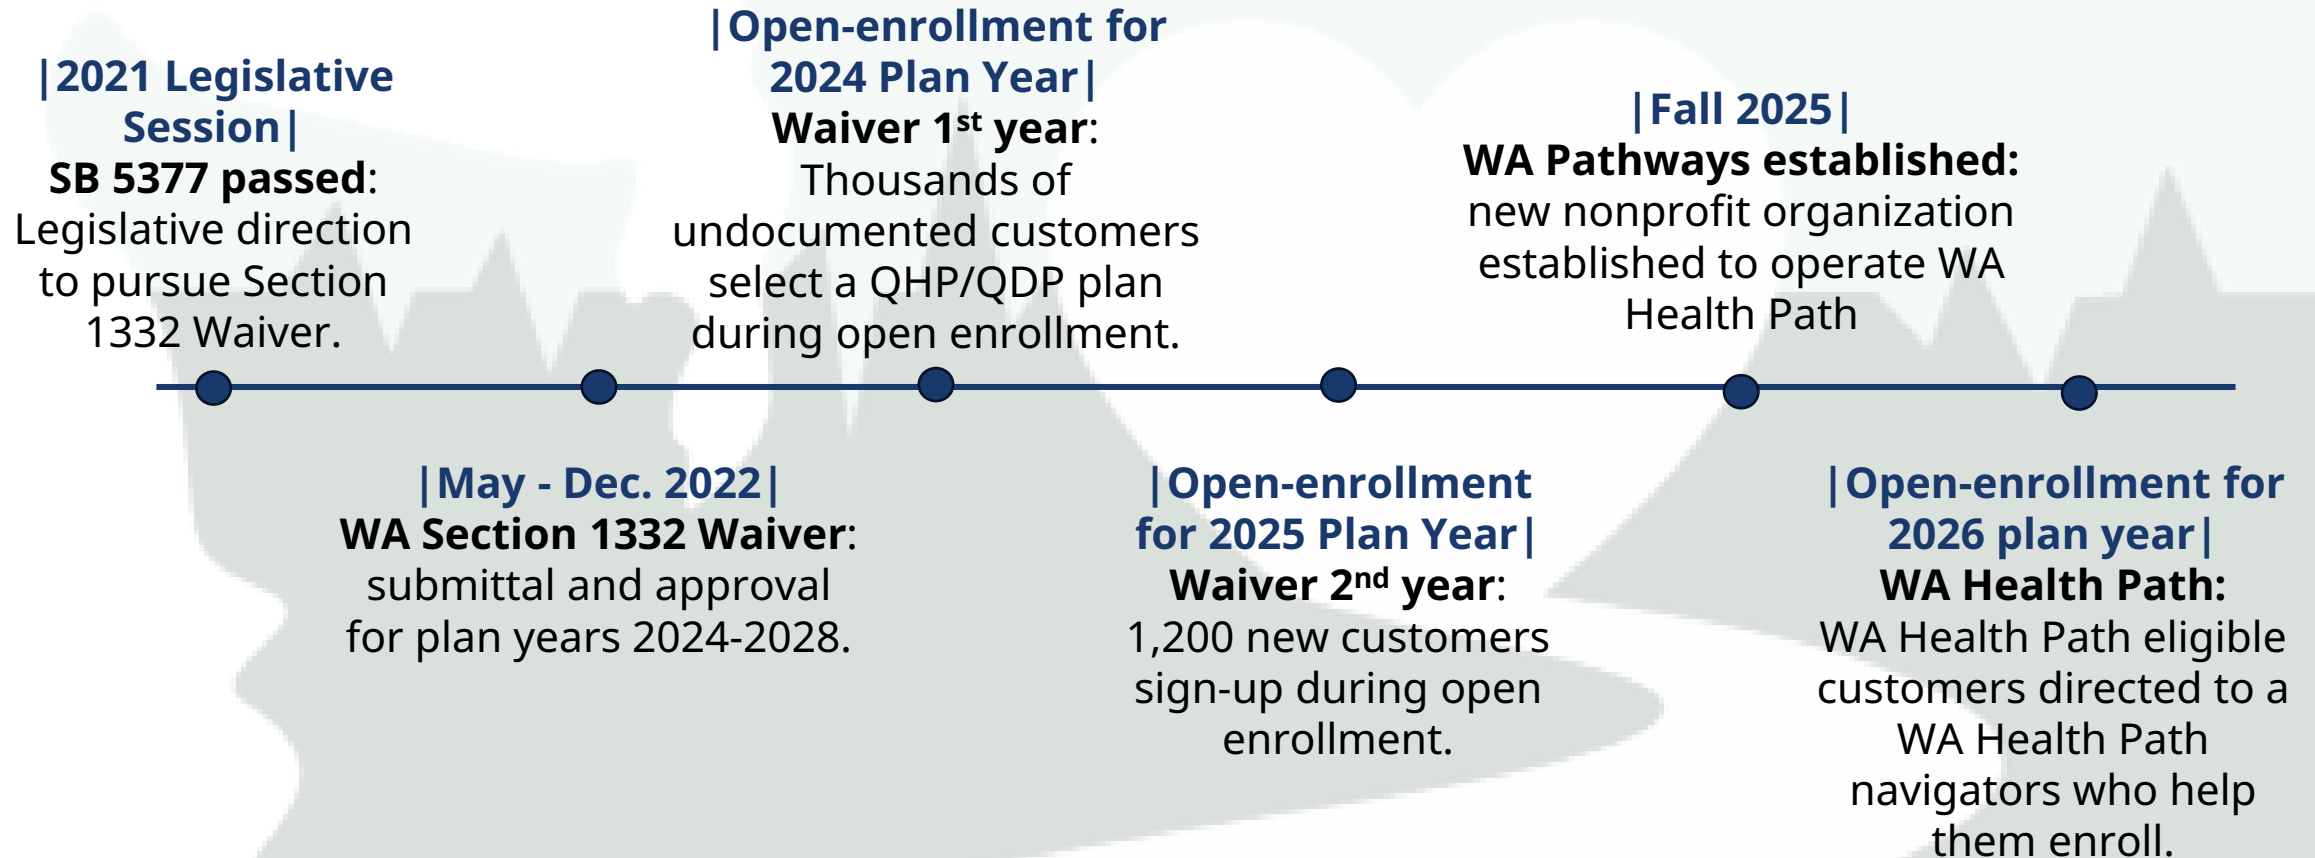 |2021 Legislative
Session|
SB 5377 passed:
Legislative direction
to pursue Section
1332 Waiver.
|May - Dec. 2022|
WA Section 1332 Waiver:
submittal and approval
for plan years 2024-2028.
|Open-enrollment for
2024 Plan Year|
Waiver 1st year:
Thousands of
undocumented customers
select a QHP/QDP plan
during open enrollment.
|Open-enrollment
for 2025 Plan Year|
Waiver 2nd year:
1,200 new customers
sign-up during open
enrollment.
|Fall 2025|
WA Pathways established:
new nonprofit organization
established to operate WA
Health Path
|Open-enrollment for
2026 plan year|
WA Health Path:
WA Health Path eligible
customers directed to a
WA Health Path
navigators who help
them enroll.